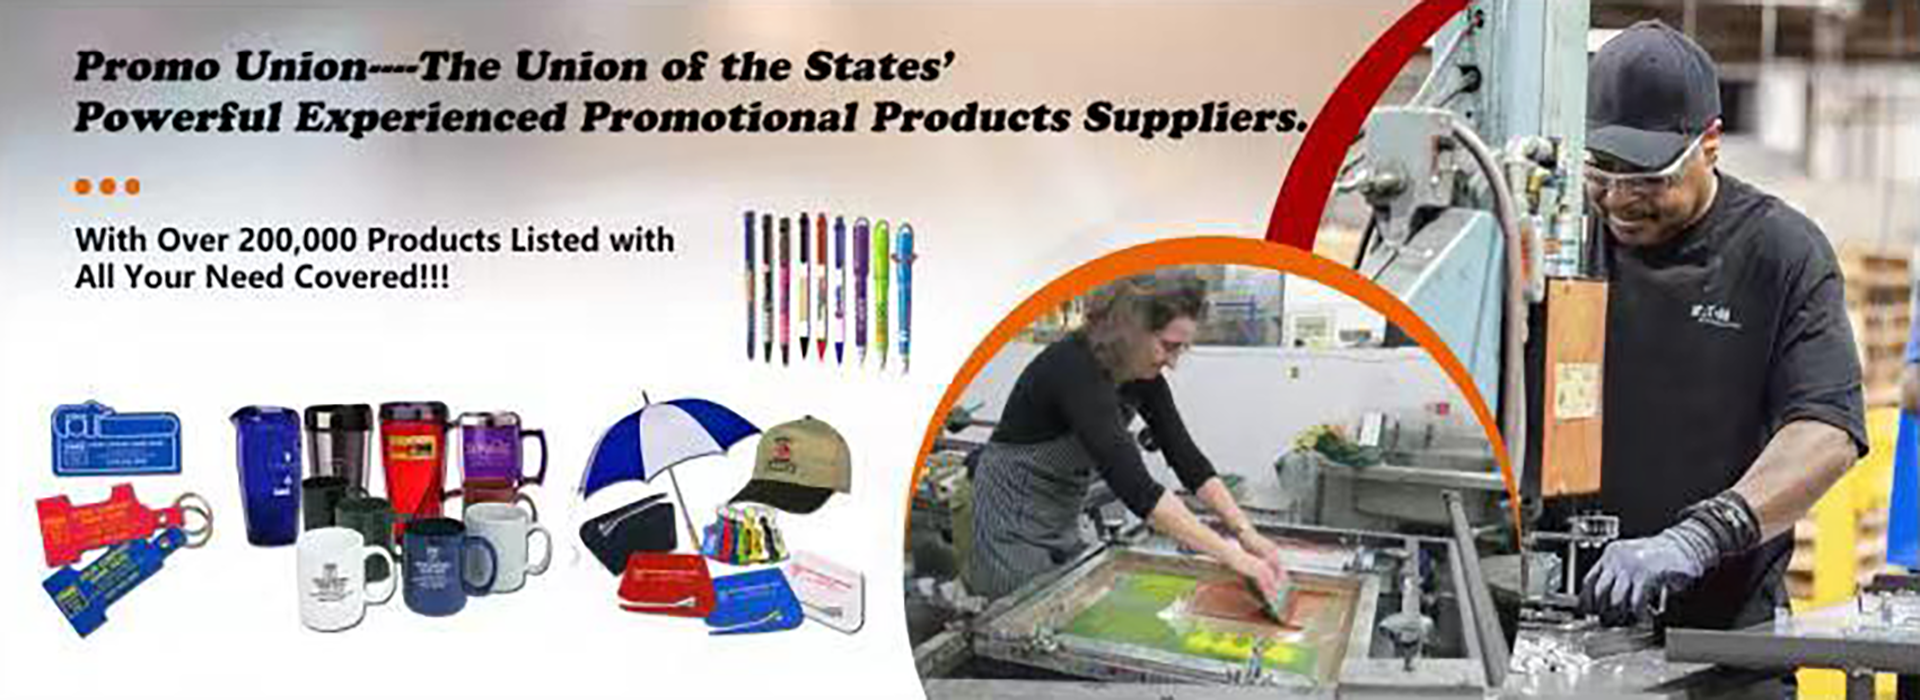 Promo Union----The Union of the States'
Powerful Experienced Promotional Products Suppliers.
With Over 200,000 Products Listed with
All Your Need Covered!!!